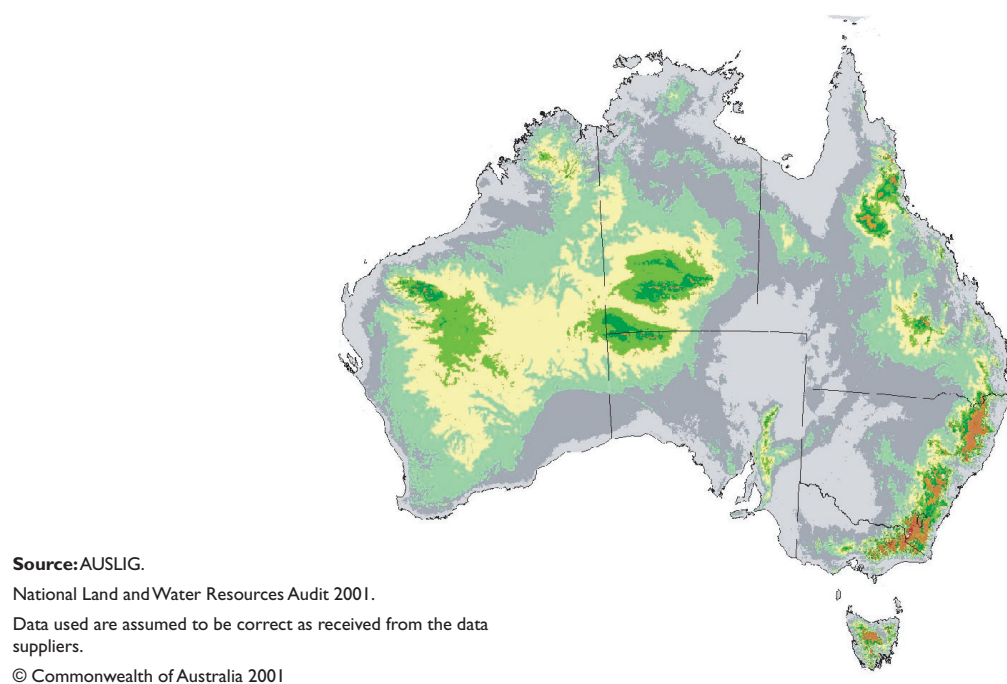 Source: AUSLIG.
National Land and Water Resources Audit 2001.
Data used are assumed to be correct as received from the data
suppliers.
© Commonwealth of Australia 2001